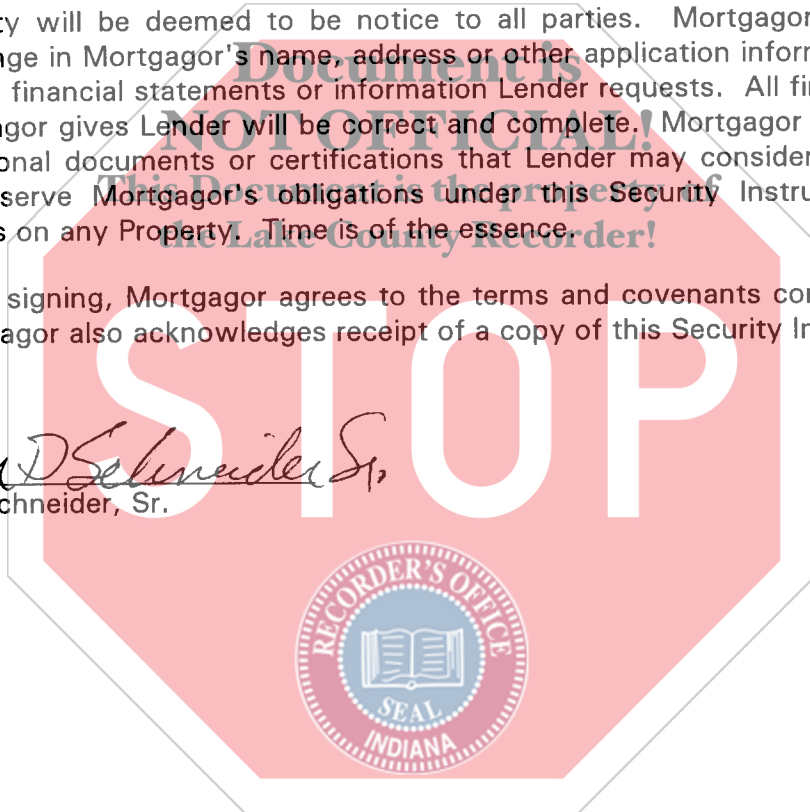 ty will be deemed to be notice to all parties. Mortgagor
nge in Mortgagor's name, address or other application inform
Document is
financial statements or information Lender requests. All fin
NOT OFFICIAL!
agor gives Lender will be correct and complete. Mortgagor
onal documents or certifications that Lender may consider
This Document is the property of
serve Mortgagor's obligations under this Security Instru
the Lake County Recorder!
s on any Property. Time is of the essence.
signing, Mortgagor agrees to the terms and covenants co
agor also acknowledges receipt of a copy of this Security In
STOP
D Schneider Sr.
chneider, Sr.
RECORDER'S OFFICE
SEAL
INDIANA